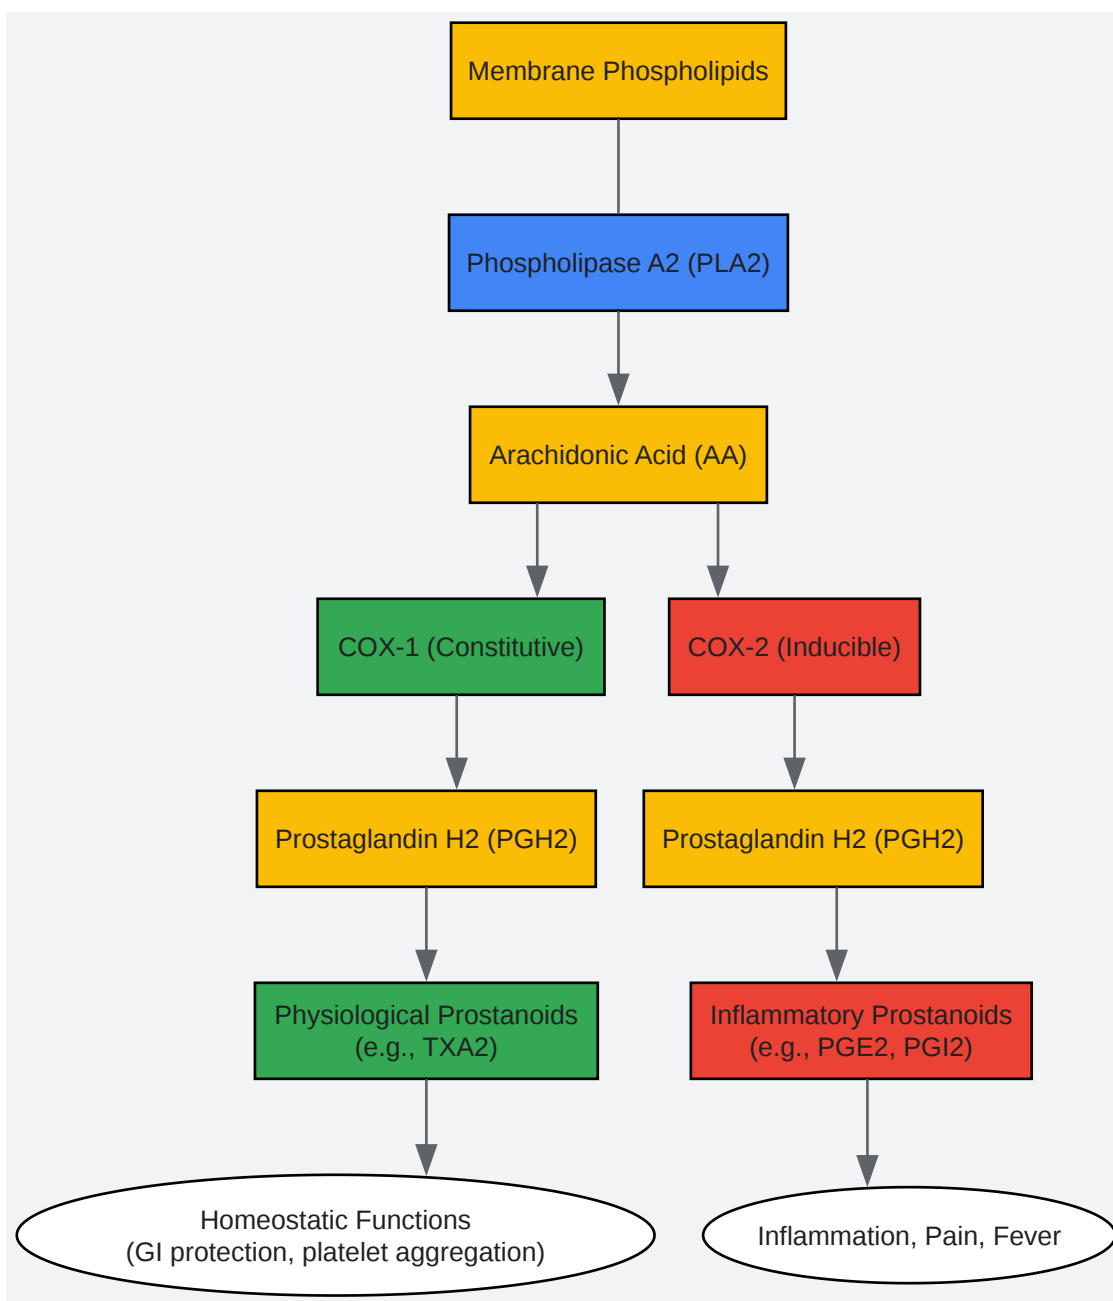 Membrane Phospholipids
Phospholipase A2 (PLA2)
Arachidonic Acid (AA)
COX-1 (Constitutive)
COX-2 (Inducible)
Prostaglandin H2 (PGH2)
Prostaglandin H2 (PGH2)
Physiological Prostanoids
(e.g., TXA2)
Inflammatory Prostanoids
(e.g., PGE2, PGI2)
Homeostatic Functions
(GI protection, platelet aggregation)
Inflammation, Pain, Fever